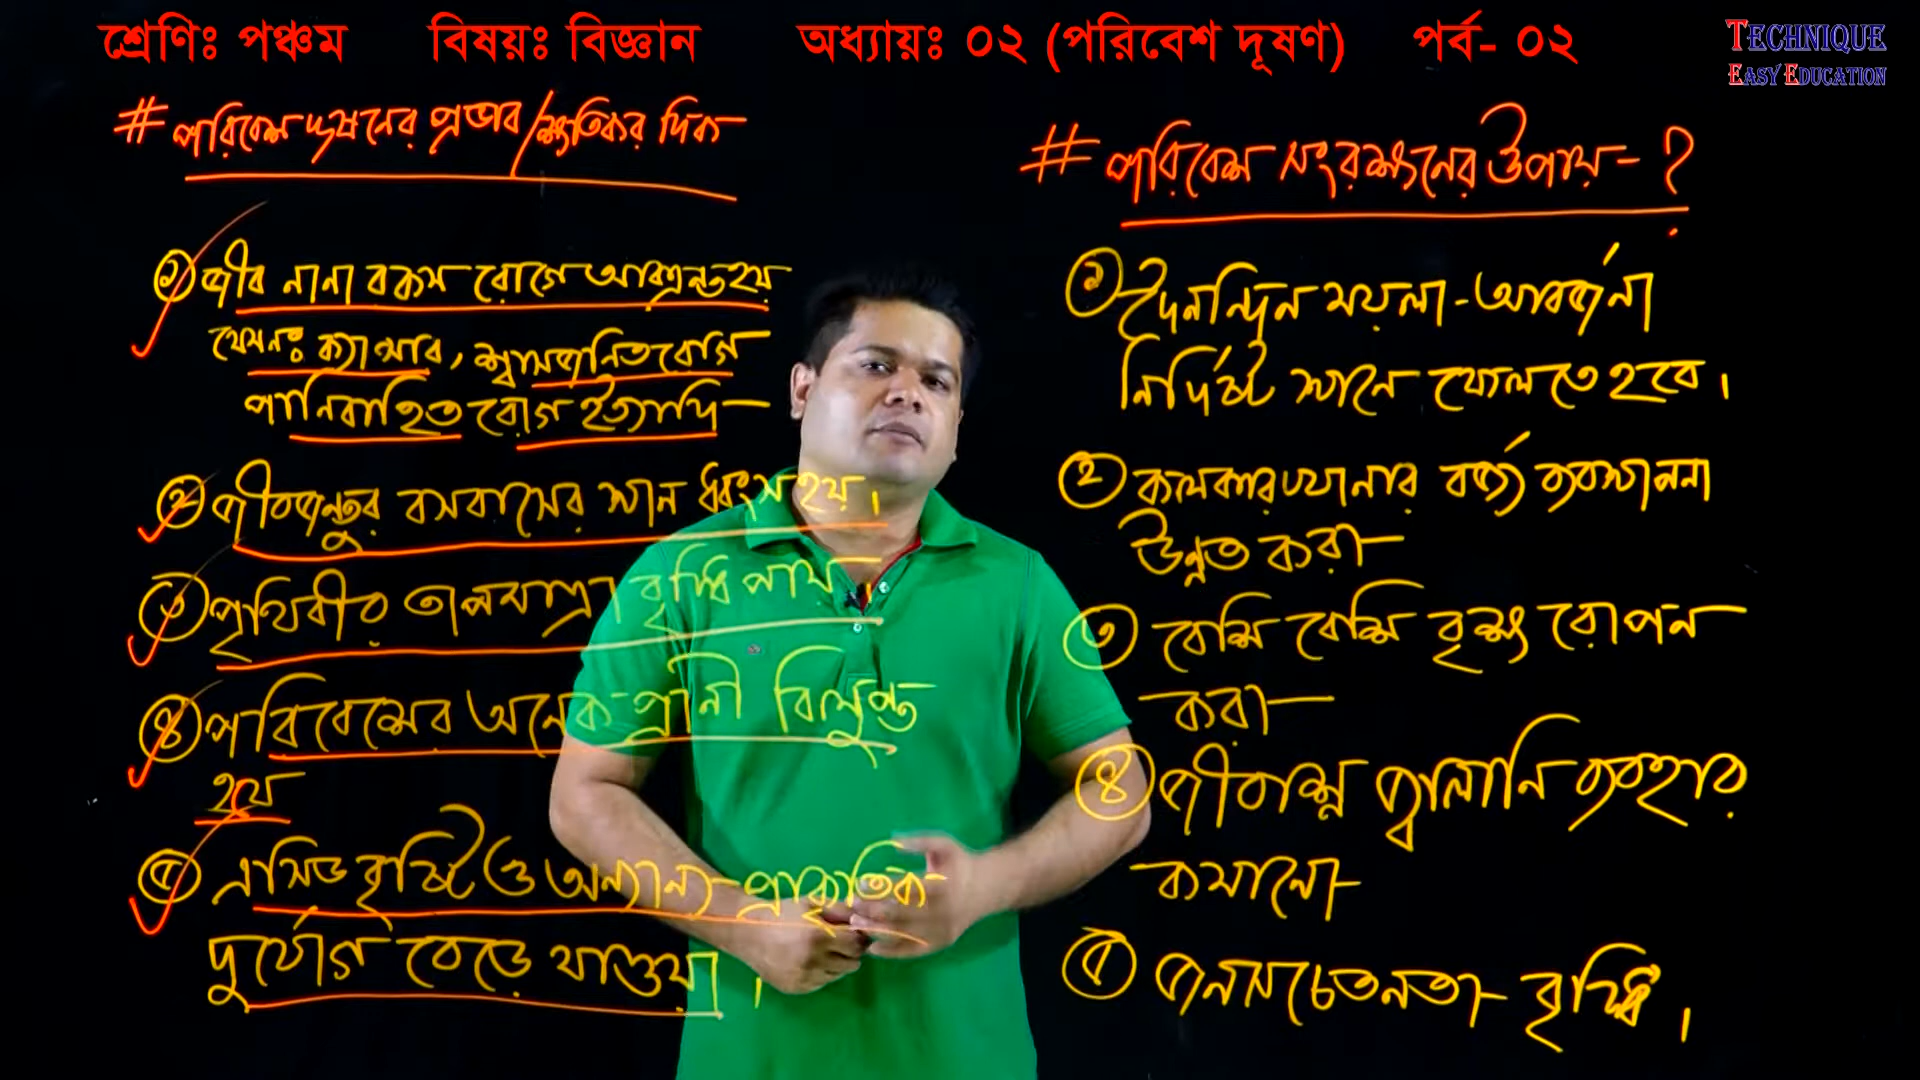 শ্রেণিঃ পঞ্চম বিষয়ঃ বিজ্ঞান অধ্যায়ঃ ০২ (পরিবেশ দূষণ) পর্ব- ০২
TECHNIQUE
EASY EDUCATION
# পরিবেশ দূষনের প্রভাব/ক্ষতিকর দিক
১ জীব নানা রকম রোগে আক্রান্ত হয়
যেমনঃ ক্যান্সার, শ্বাসজনিত রোগ
পানিবাহিত রোগ ইত্যাদি
২ জীবজন্তুর বসবাসের স্থান ধ্বংস হয়।
৩ পৃথিবীর তাপমাত্রা বৃদ্ধি পায়।
৪ পরিবেশের অনেক প্রানী বিলুপ্ত
হয়
৫ এসিড বৃষ্টি ও অন্যান্য প্রাকৃতিক
দুর্যোগ বেড়ে যাওয়া।
# পরিবেশ সংরক্ষনের উপায় - ?
১ দৈনন্দিন ময়লা-আবর্জনা
নির্দিষ্ট স্থানে ফেলতে হবে।
২ কলকারখানার বর্জ্য ব্যবস্থাপনা
উন্নত করা
৩ বেশি বেশি বৃক্ষ রোপন
করা
৪ জীবাশ্ম জ্বালানি ব্যবহার
কমানো
৫ জনসচেতনতা বৃদ্ধি।